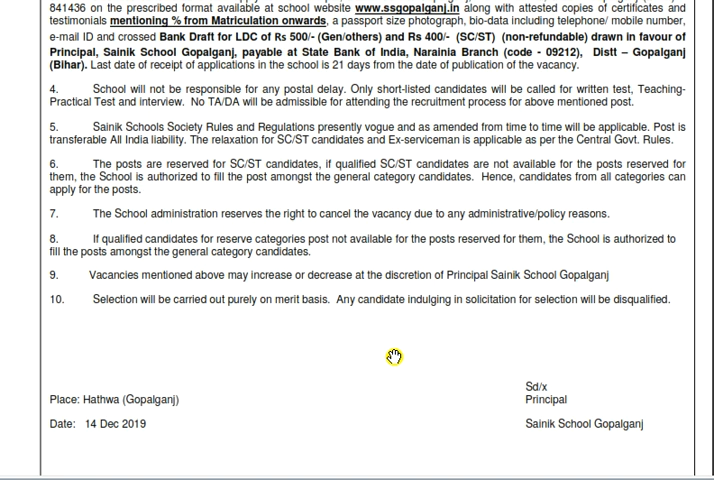 841436 on the prescribed format available at school website www.ssgopalganj.in along with attested copies of certificates and
testimonials mentioning % from Matriculation onwards, a passport size photograph, bio-data including telephone/ mobile number,
e-mail ID and crossed Bank Draft for LDC of Rs 500/- (Gen/others) and Rs 400/- (SC/ST) (non-refundable) drawn in favour of
Principal, Sainik School Gopalganj, payable at State Bank of India, Narainia Branch (code - 09212), Distt – Gopalganj
(Bihar). Last date of receipt of applications in the school is 21 days from the date of publication of the vacancy.
4. School will not be responsible for any postal delay. Only short-listed candidates will be called for written test, Teaching-
Practical Test and interview. No TA/DA will be admissible for attending the recruitment process for above mentioned post.
5. Sainik Schools Society Rules and Regulations presently vogue and as amended from time to time will be applicable. Post is
transferable All India liability. The relaxation for SC/ST candidates and Ex-serviceman is applicable as per the Central Govt. Rules.
6. The posts are reserved for SC/ST candidates, if qualified SC/ST candidates are not available for the posts reserved for
them, the School is authorized to fill the post amongst the general category candidates. Hence, candidates from all categories can
apply for the posts.
7. The School administration reserves the right to cancel the vacancy due to any administrative/policy reasons.
8. If qualified candidates for reserve categories post not available for the posts reserved for them, the School is authorized to
fill the posts amongst the general category candidates.
9. Vacancies mentioned above may increase or decrease at the discretion of Principal Sainik School Gopalganj
10. Selection will be carried out purely on merit basis. Any candidate indulging in solicitation for selection will be disqualified.
Sd/x
Place: Hathwa (Gopalganj) Principal
Date: 14 Dec 2019 Sainik School Gopalganj